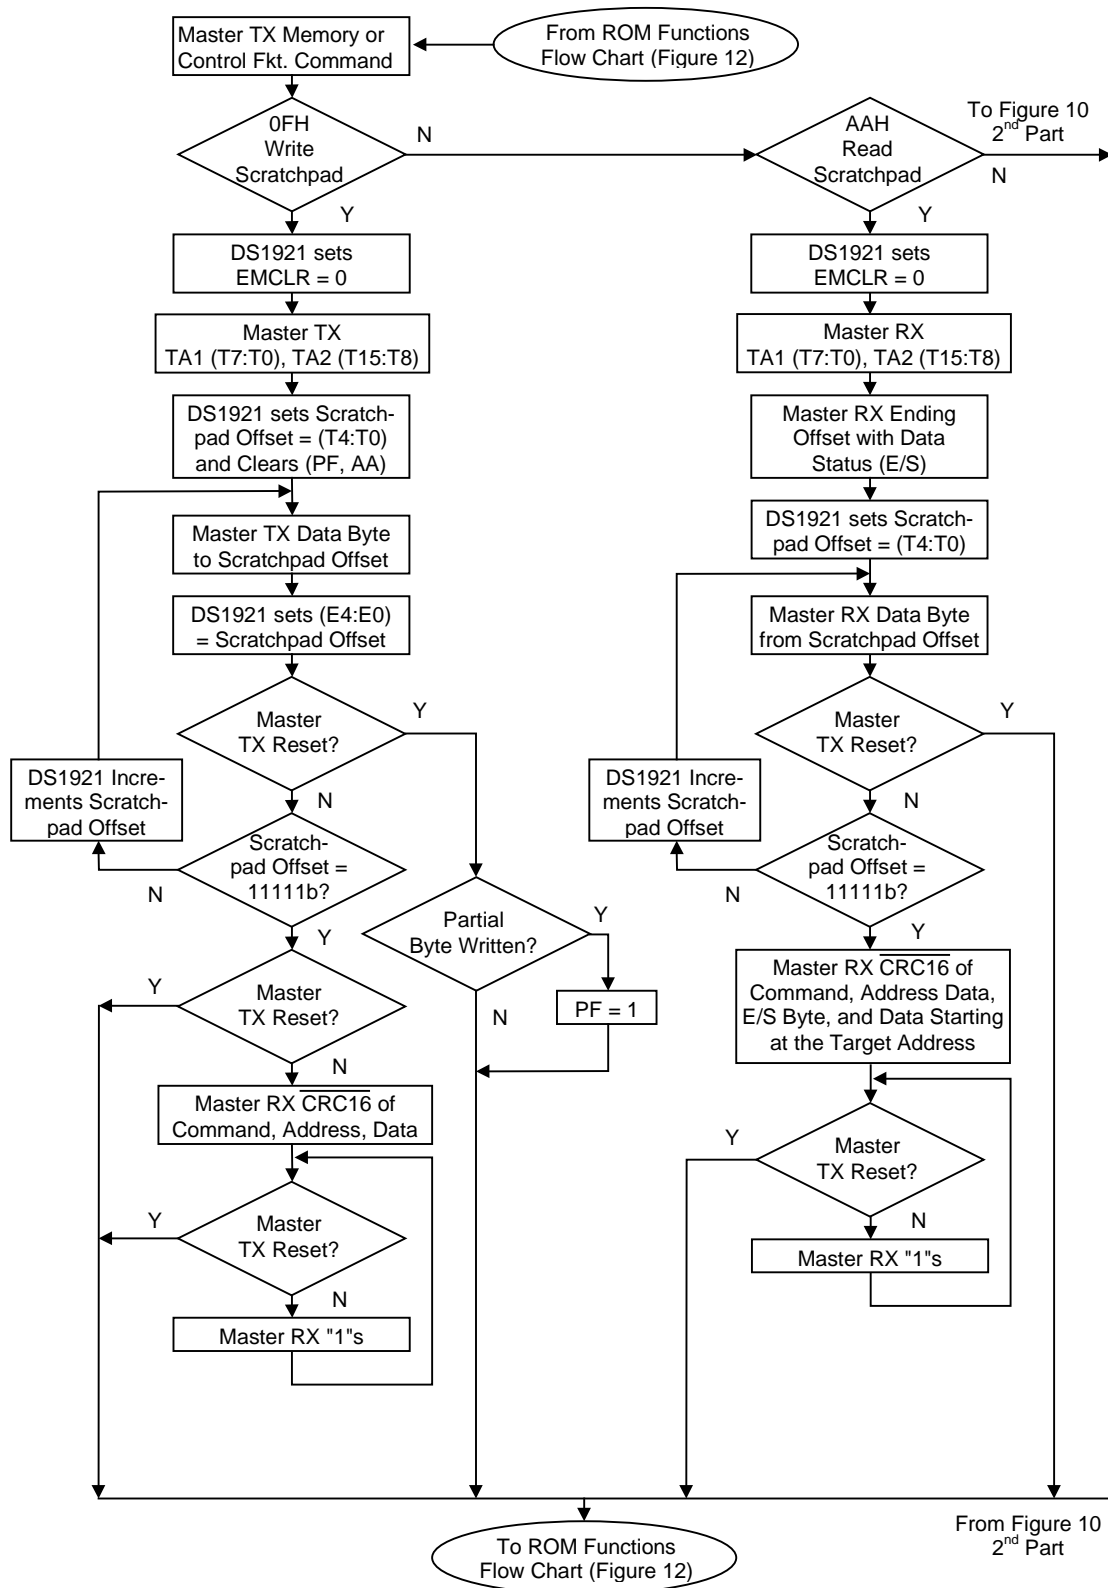 Master TX Memory or
Control Fkt. Command
From ROM Functions
Flow Chart (Figure 12)
0FH
Write
Scratchpad
N
Y
AAH
Read
Scratchpad
To Figure 10
2nd Part
N
Y
DS1921 sets
EMCLR = 0
Master TX
TA1 (T7:T0), TA2 (T15:T8)
DS1921 sets Scratch-
pad Offset = (T4:T0)
and Clears (PF, AA)
Master TX Data Byte
to Scratchpad Offset
DS1921 sets (E4:E0)
= Scratchpad Offset
Master
TX Reset?
Y
N
DS1921 Incre-
ments Scratch-
pad Offset
Scratch-
pad Offset =
11111b?
N
Y
Partial
Byte Written?
Y
N
PF = 1
Master
TX Reset?
Y
N
Master RX CRC16 of
Command, Address, Data
Master
TX Reset?
Y
N
Master RX "1"s
DS1921 sets
EMCLR = 0
Master RX
TA1 (T7:T0), TA2 (T15:T8)
Master RX Ending
Offset with Data
Status (E/S)
DS1921 sets Scratch-
pad Offset = (T4:T0)
Master RX Data Byte
from Scratchpad Offset
Master
TX Reset?
Y
N
DS1921 Incre-
ments Scratch-
pad Offset
Scratch-
pad Offset =
11111b?
N
Y
Master RX CRC16 of
Command, Address Data,
E/S Byte, and Data Starting
at the Target Address
Master
TX Reset?
Y
N
Master RX "1"s
To ROM Functions
Flow Chart (Figure 12)
From Figure 10
2nd Part